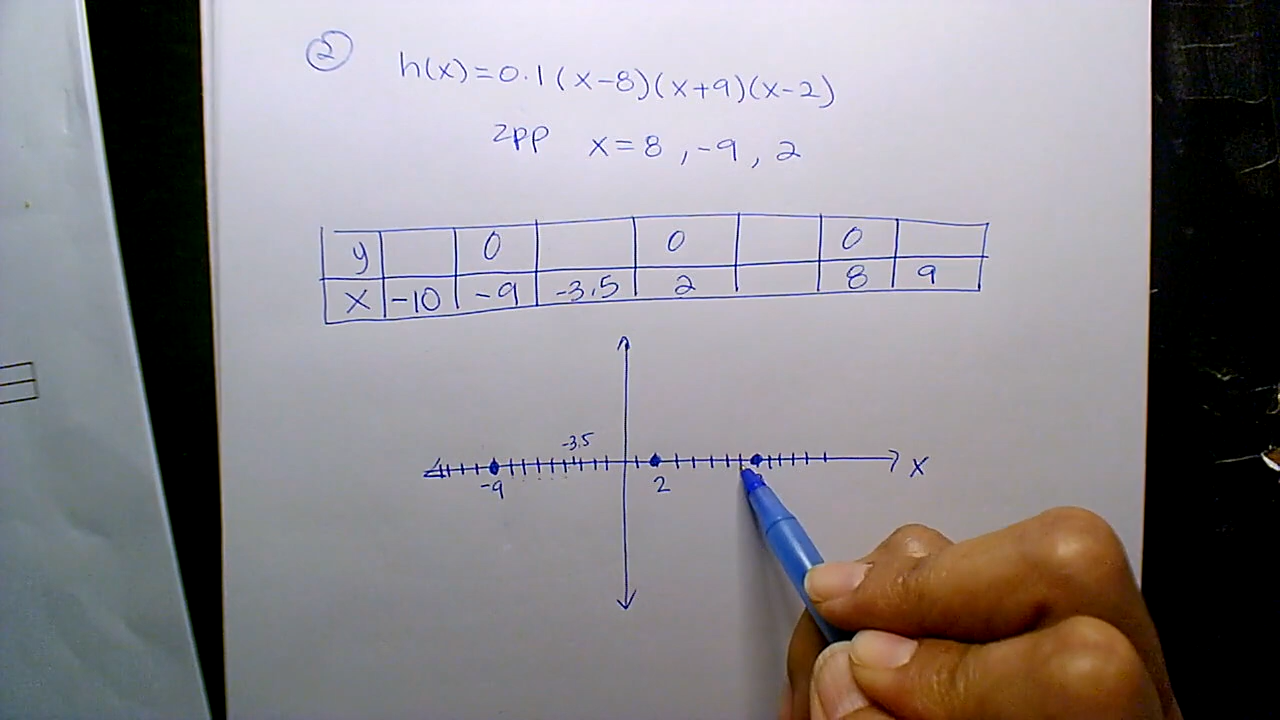 2
h(x)=0.1(x-8)(x+9)(x-2)
zpp x=8, -9, 2
y 0 0 0
x -10 -9 -3.5 2 8 9
-3.5
-9 2 x